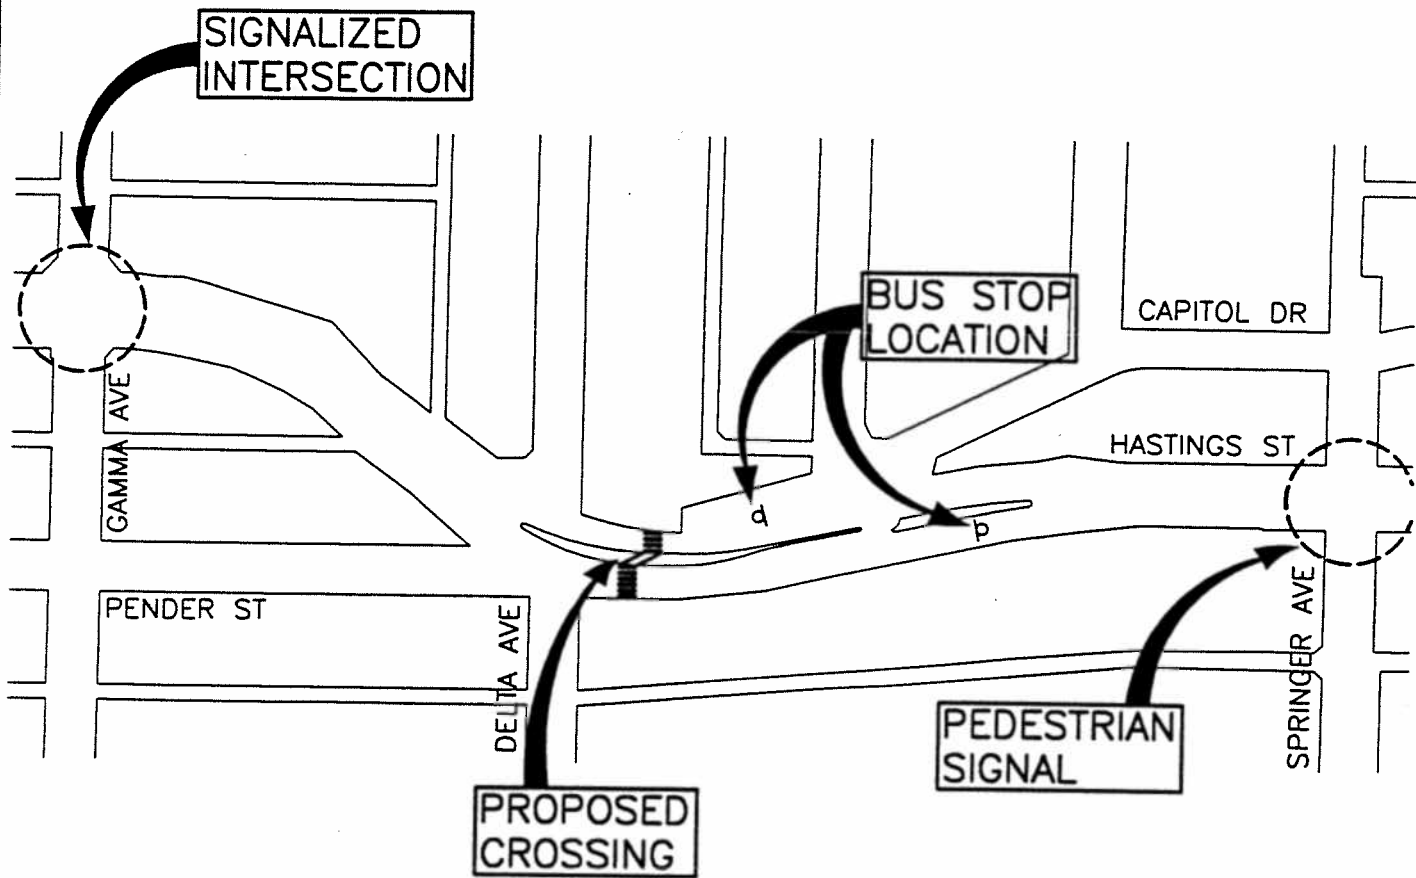 SIGNALIZED
INTERSECTION
BUS STOP
LOCATION
CAPITOL DR
HASTINGS ST
GAMMA AVE
d
p
PENDER ST
DELTA AVE
SPRINGER AVE
PEDESTRIAN
SIGNAL
PROPOSED
CROSSING